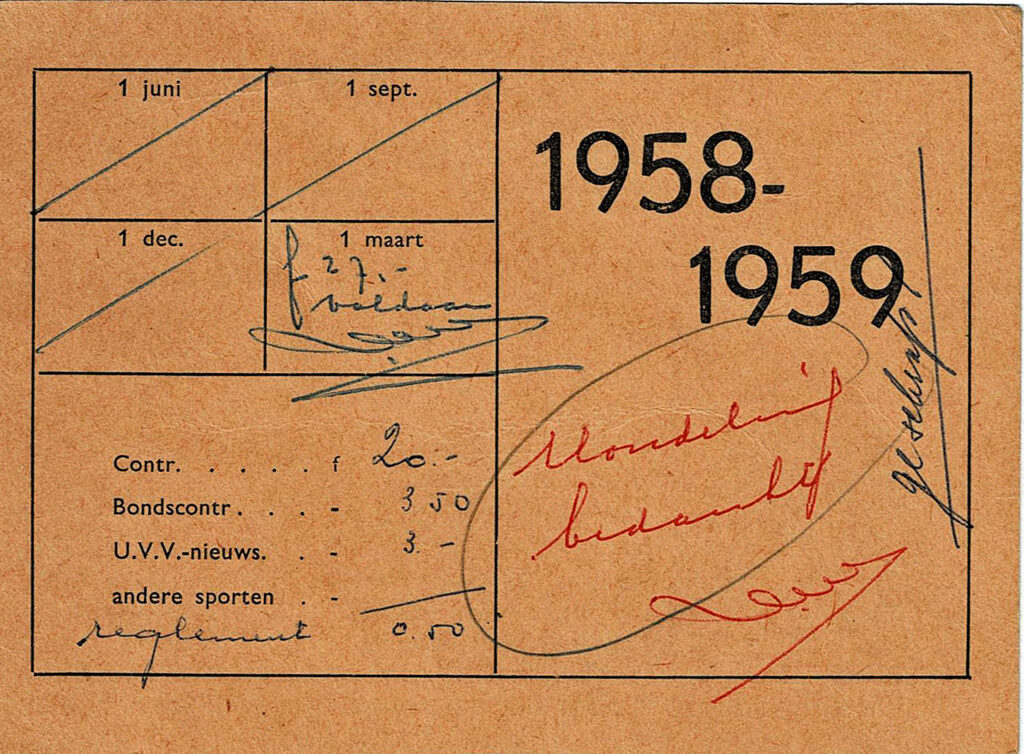 1 juni
1 sept.
1 dec.
1 maart
f 27,-
voldaan
1958-
1959
geschrapt
Contr. . . . . . f 20.-
Bondscontr. . . . - 3 50
U.V.V.-nieuws. . - 3.-
andere sporten . -
reglement 0.50
Mondeling
bedankt